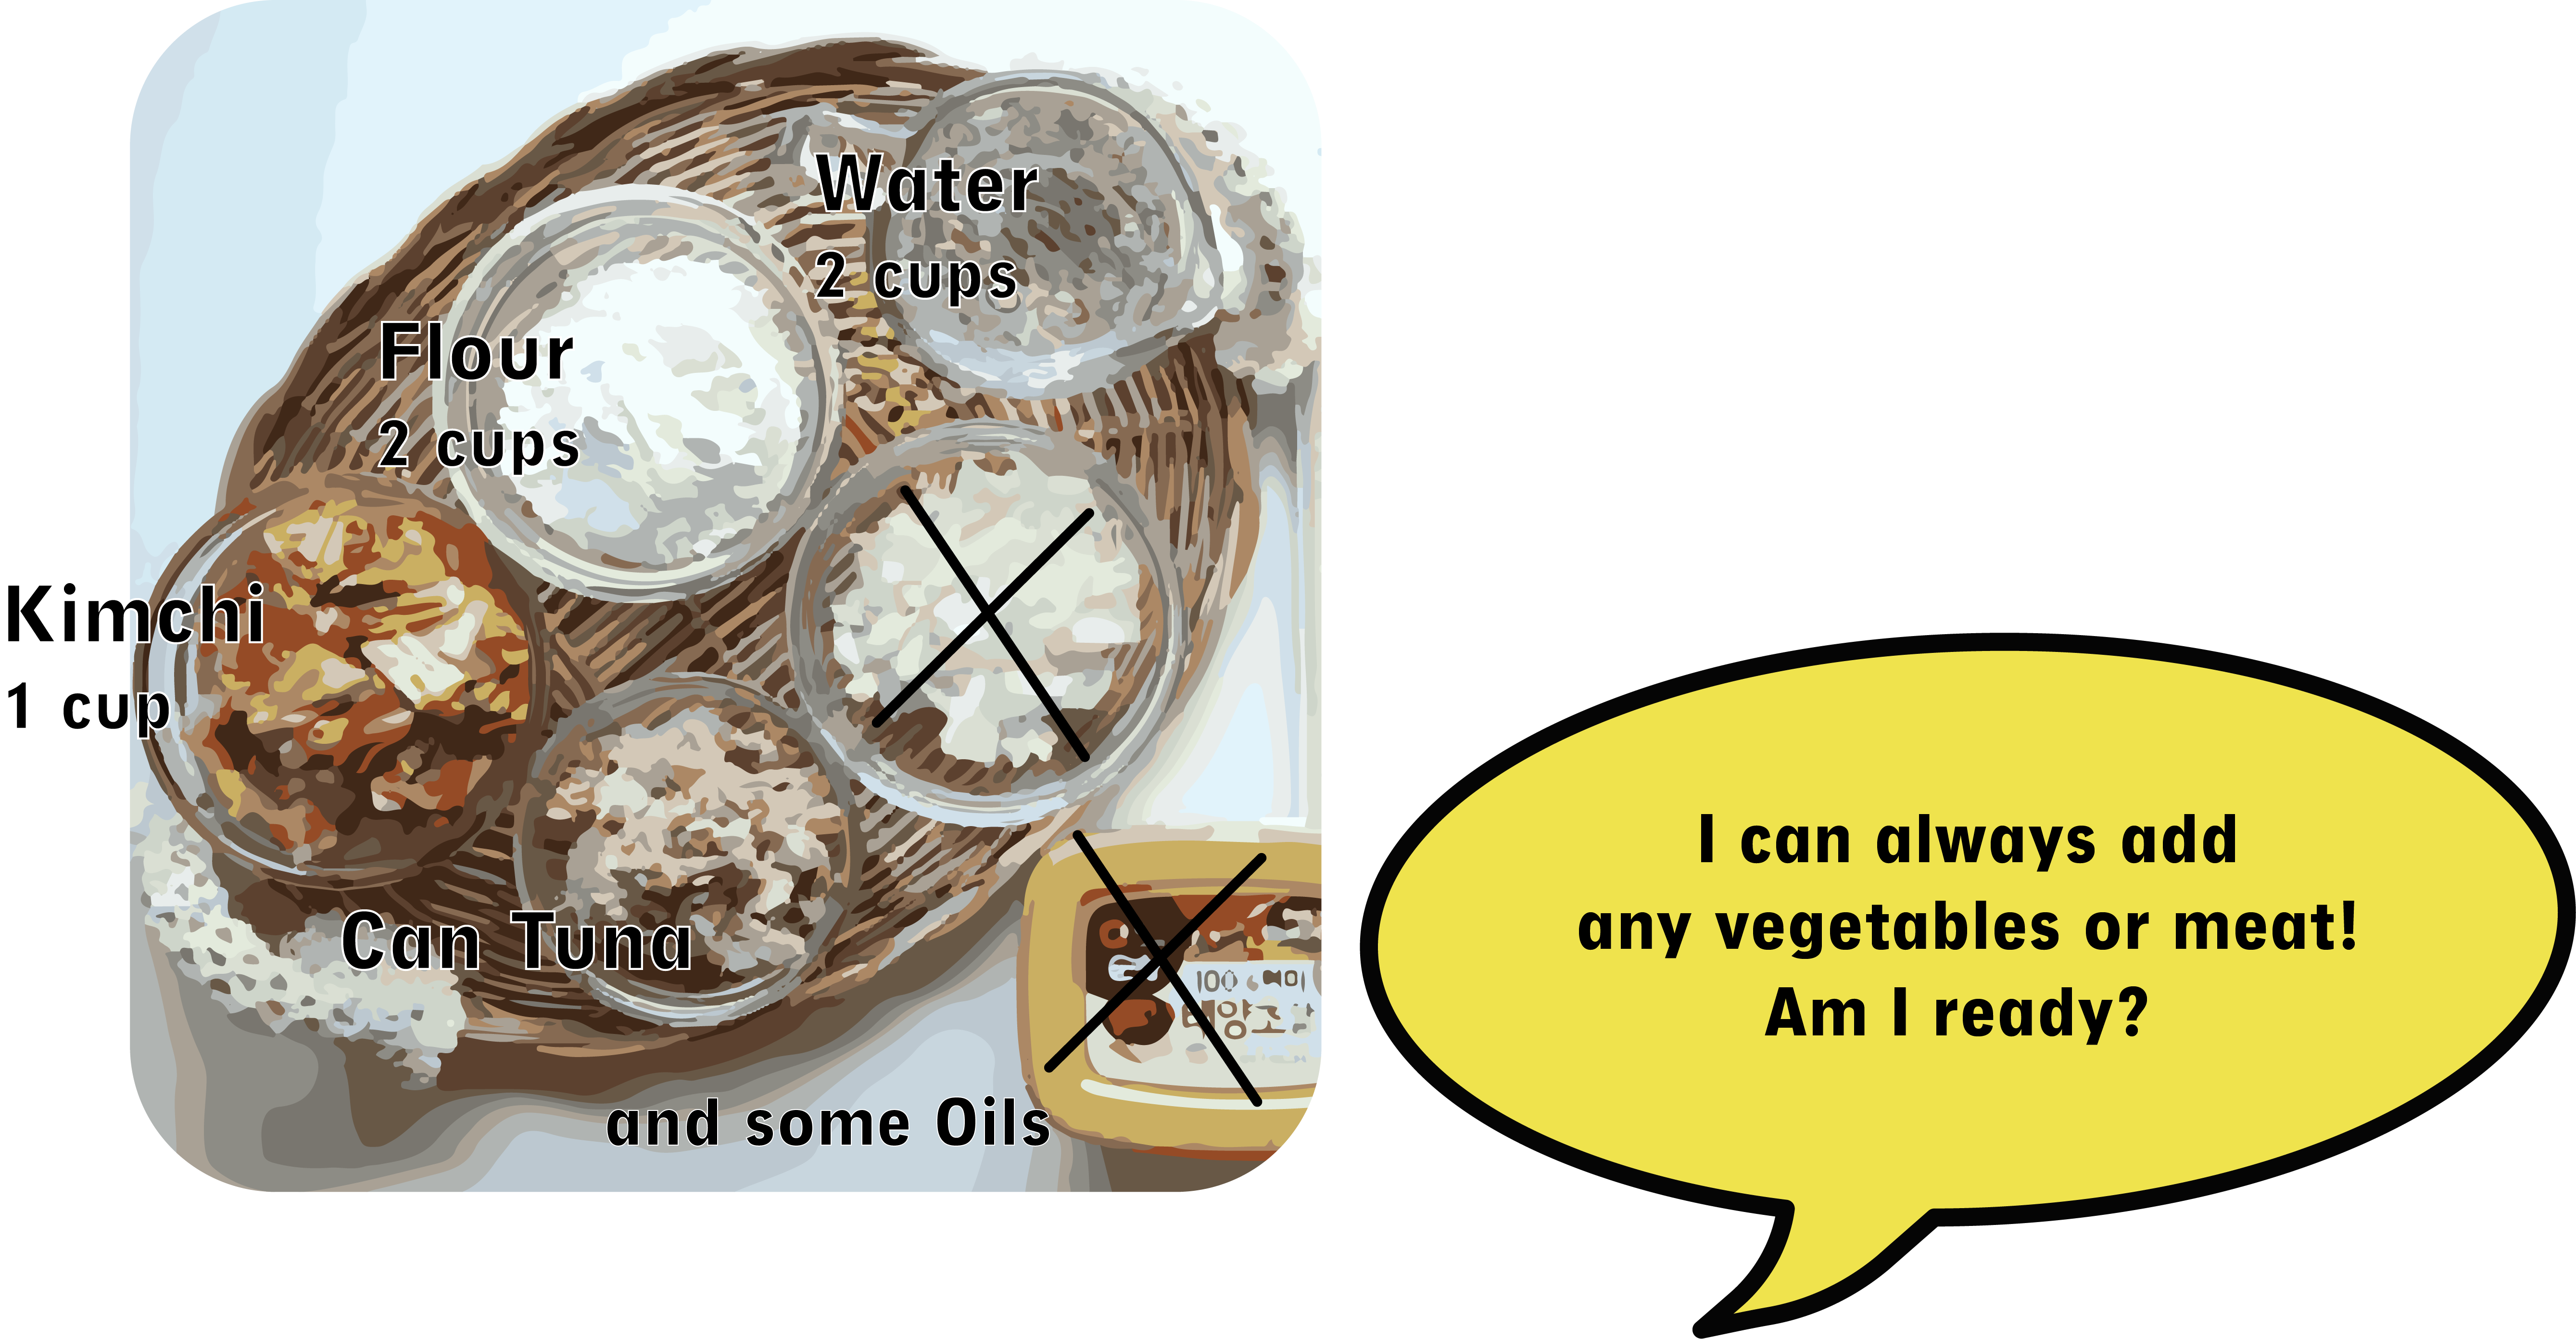 Water
2 cups
Flour
2 cups
Kimchi
1 cup
Can Tuna
and some Oils
100
I can always add
any vegetables or meat!
Am I ready?